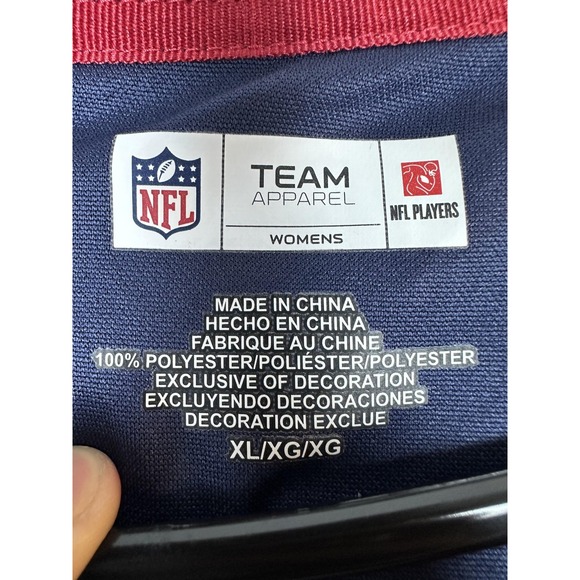 NFL
TEAM
APPAREL
WOMENS
NFL PLAYERS
MADE IN CHINA
HECHO EN CHINA
FABRIQUE AU CHINE
100% POLYESTER/POLIÉSTER/POLYESTER
EXCLUSIVE OF DECORATION
EXCLUYENDO DECORACIONES
DECORATION EXCLUE
XL/XG/XG